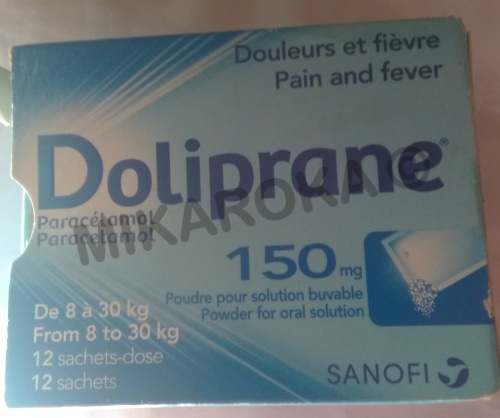 Douleurs et fièvre
Pain and fever
Doliprane®
Paracétamol
Paracetamol
MIKAROKAO
150 mg
Poudre pour solution buvable
Powder for oral solution
De 8 à 30 kg
From 8 to 30 kg
12 sachets-dose
12 sachets
SANOFI